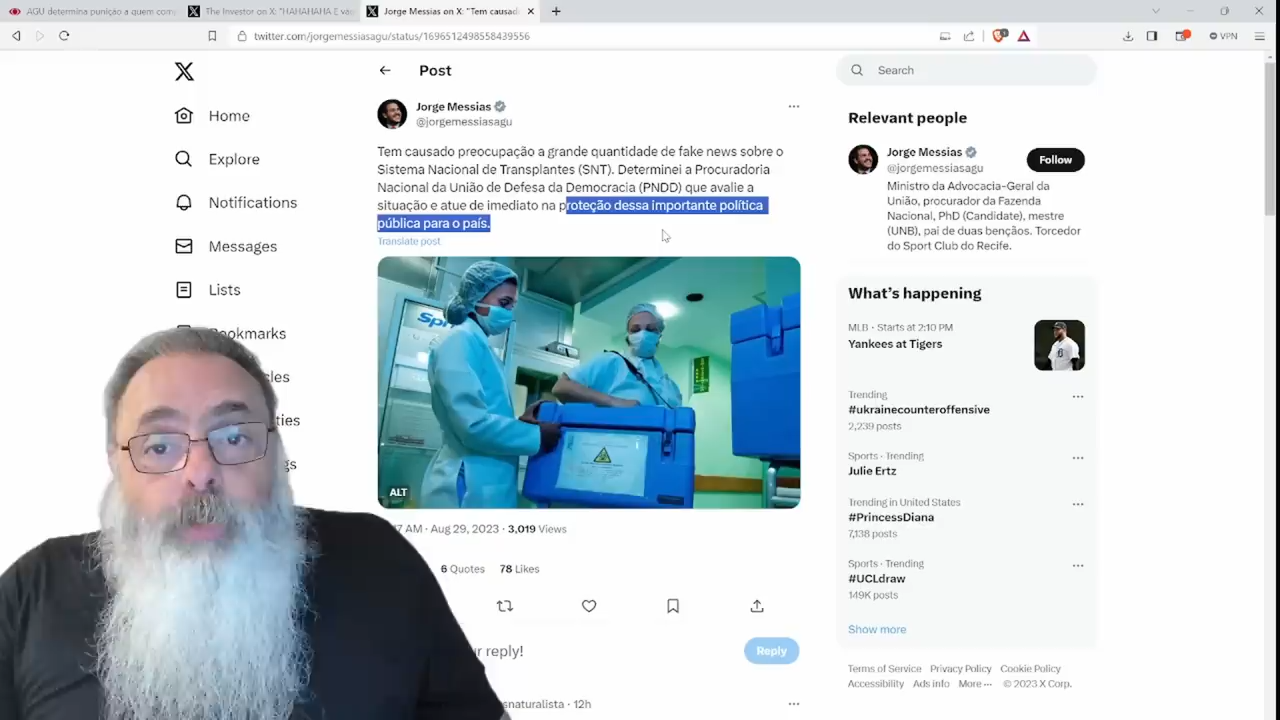 AGU determina punição a quem com
The Investor on X: "HAHAHAHA E vá
Jorge Messias on X: "Tem causad
twitter.com/jorgemessiasagu/status/1696512498558439556
VPN
Home
Explore
Notifications
Messages
Lists
Bookmarks
Post
Jorge Messias
@jorgemessiasagu
Tem causado preocupação a grande quantidade de fake news sobre o
Sistema Nacional de Transplantes (SNT). Determinei a Procuradoria
Nacional da União de Defesa da Democracia (PNDD) que avalie a
situação e atue de imediato na proteção dessa importante política
pública para o país.
Translate post
ALT
AM · Aug 29, 2023 · 3,019 Views
6 Quotes 78 Likes
reply!
Reply
snaturalista · 12h
Search
Relevant people
Jorge Messias
@jorgemessiasagu
Follow
Ministro da Advocacia-Geral da
União, procurador da Fazenda
Nacional, PhD (Candidate), mestre
(UNB), pai de duas bençãos. Torcedor
do Sport Club do Recife.
What's happening
MLB · Starts at 2:10 PM
Yankees at Tigers
Trending
#ukrainecounteroffensive
2,239 posts
Sports · Trending
Julie Ertz
Trending in United States
#PrincessDiana
7,138 posts
Sports · Trending
#UCLdraw
149K posts
Show more
Terms of Service Privacy Policy Cookie Policy
Accessibility Ads info More ··· © 2023 X Corp.